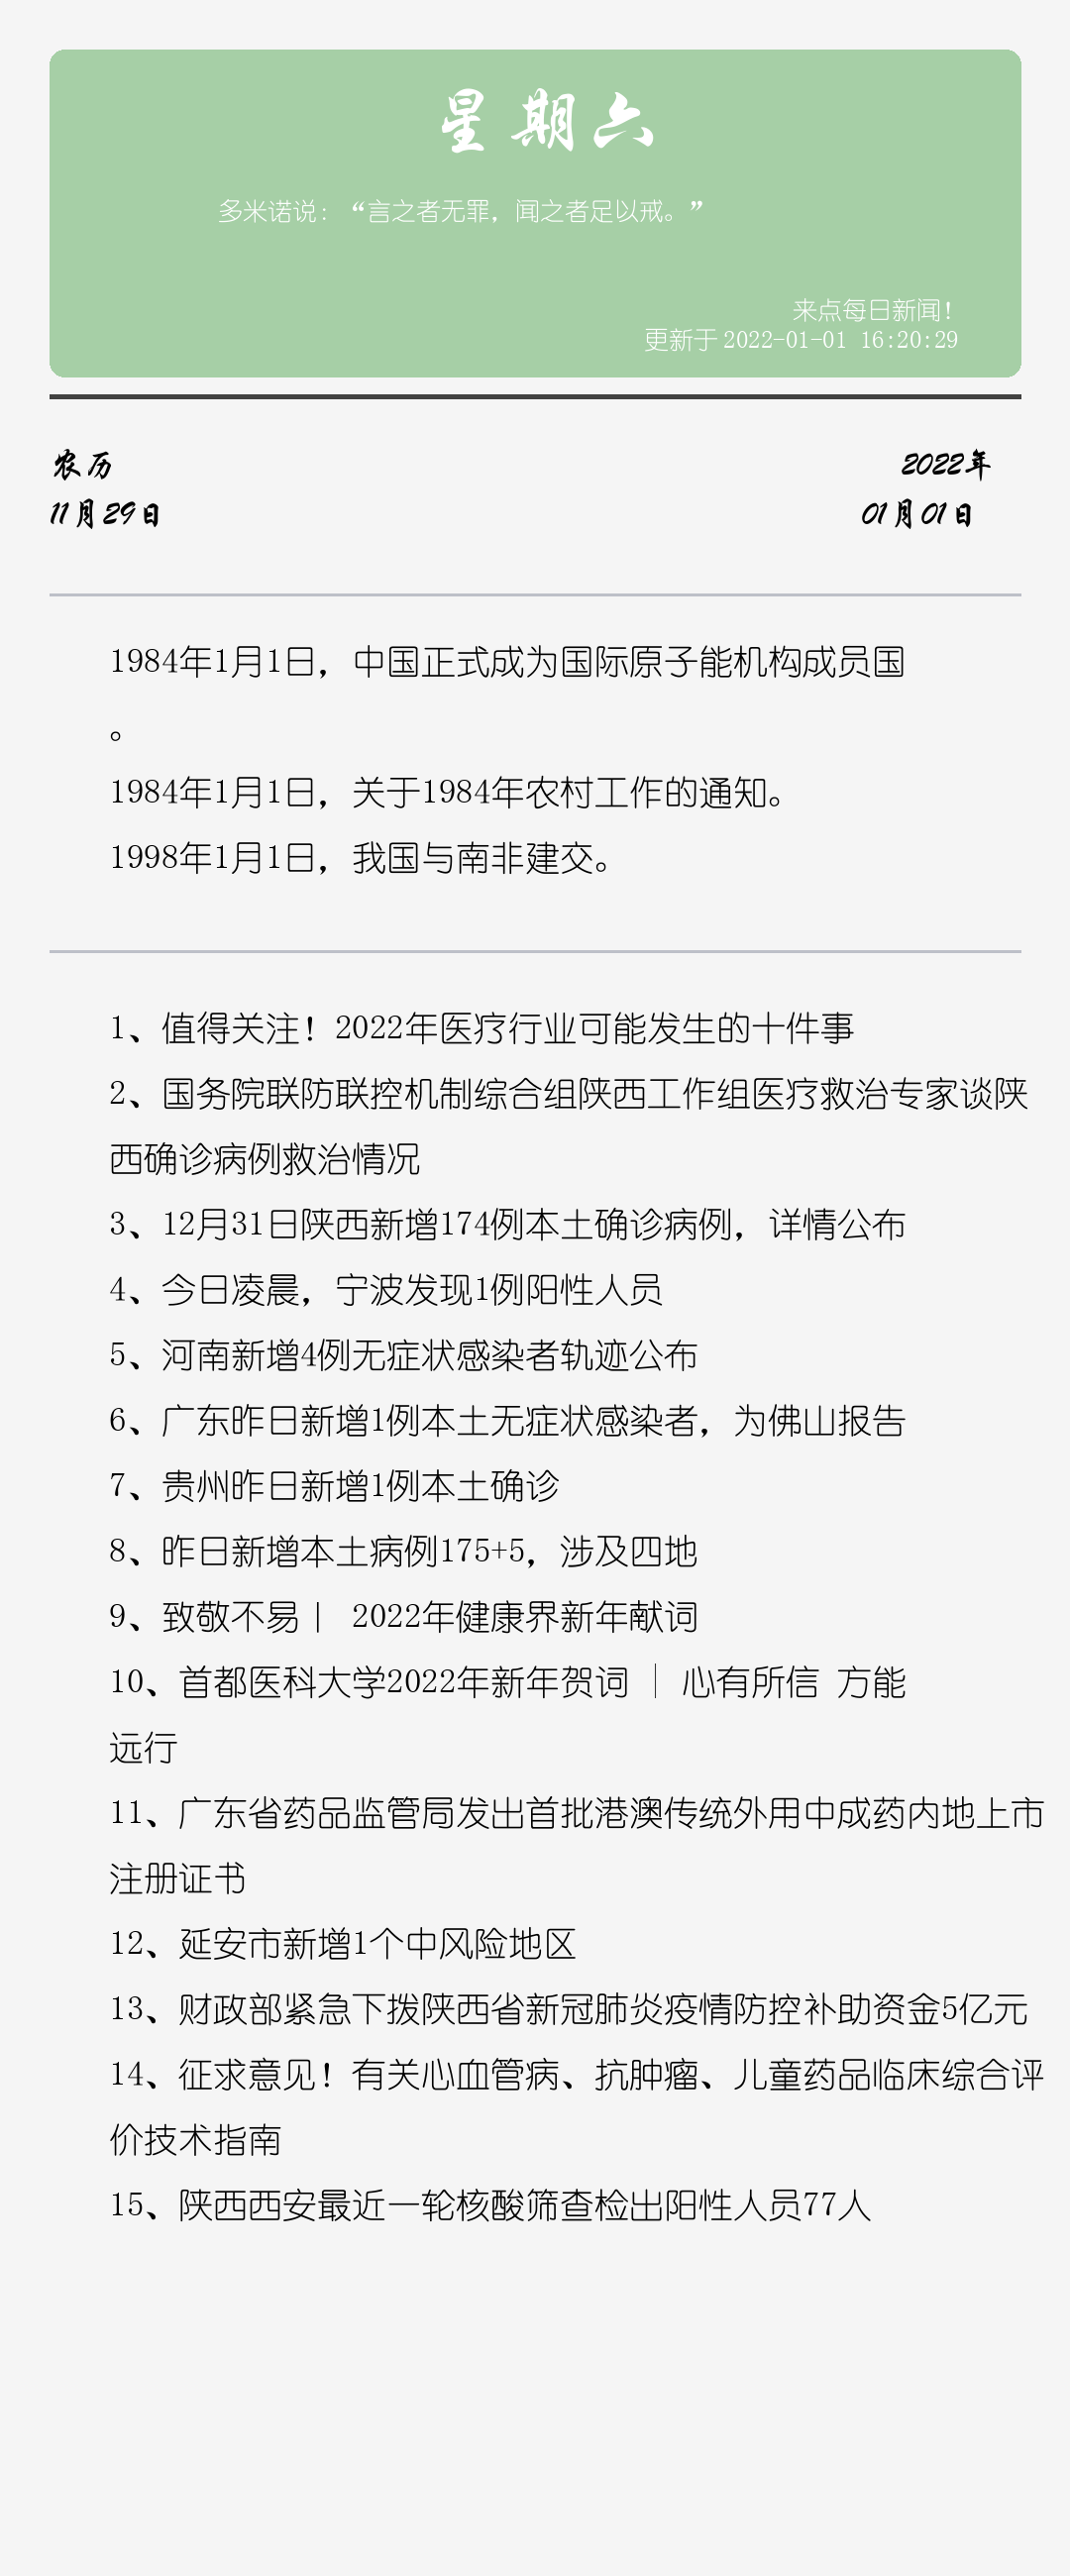 星期六
多米诺说：“言之者无罪，闻之者足以戒。”
来点每日新闻！
更新于 2022-01-01 16:20:29
农历
2022年
11月29日
01月01日
1984年1月1日，中国正式成为国际原子能机构成员国
。
1984年1月1日，关于1984年农村工作的通知。
1998年1月1日，我国与南非建交。
1、值得关注！2022年医疗行业可能发生的十件事
2、国务院联防联控机制综合组陕西工作组医疗救治专家谈陕
西确诊病例救治情况
3、12月31日陕西新增174例本土确诊病例，详情公布
4、今日凌晨，宁波发现1例阳性人员
5、河南新增4例无症状感染者轨迹公布
6、广东昨日新增1例本土无症状感染者，为佛山报告
7、贵州昨日新增1例本土确诊
8、昨日新增本土病例175+5，涉及四地
9、致敬不易丨 2022年健康界新年献词
10、首都医科大学2022年新年贺词 │ 心有所信 方能
远行
11、广东省药品监管局发出首批港澳传统外用中成药内地上市
注册证书
12、延安市新增1个中风险地区
13、财政部紧急下拨陕西省新冠肺炎疫情防控补助资金5亿元
14、征求意见！有关心血管病、抗肿瘤、儿童药品临床综合评
价技术指南
15、陕西西安最近一轮核酸筛查检出阳性人员77人